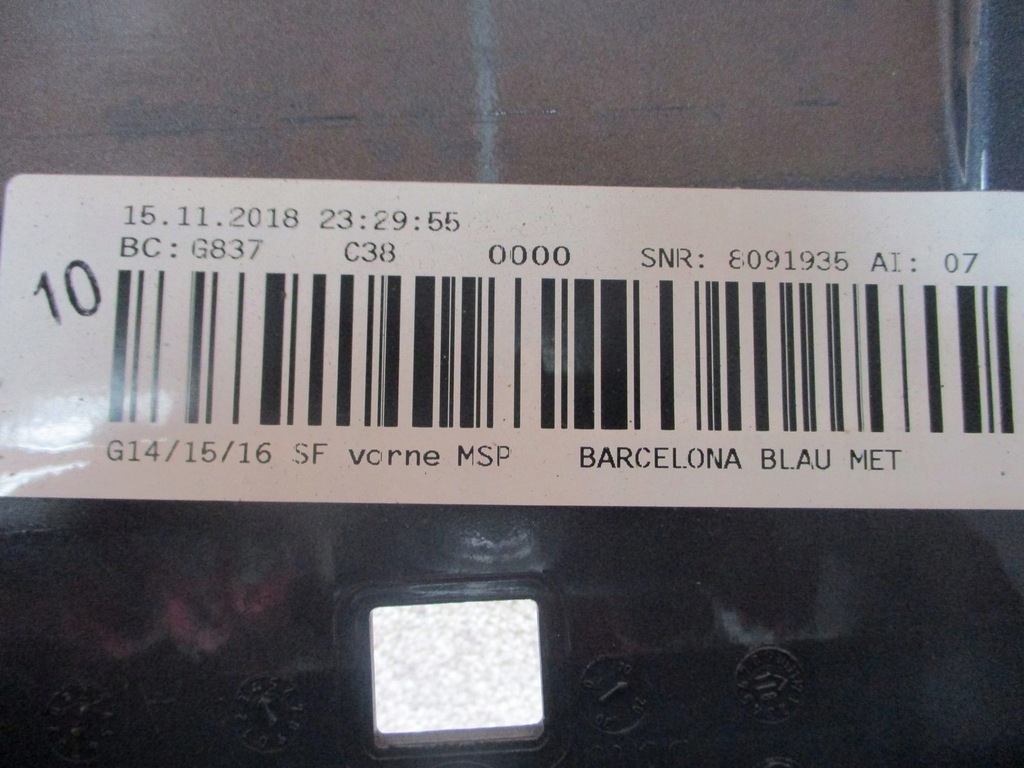 15.11.2018 23:29:55
BC: G837 C38 0000 SNR: 8091935 AI: 07
10
G14/15/16 SF vorne MSP BARCELONA BLAU MET